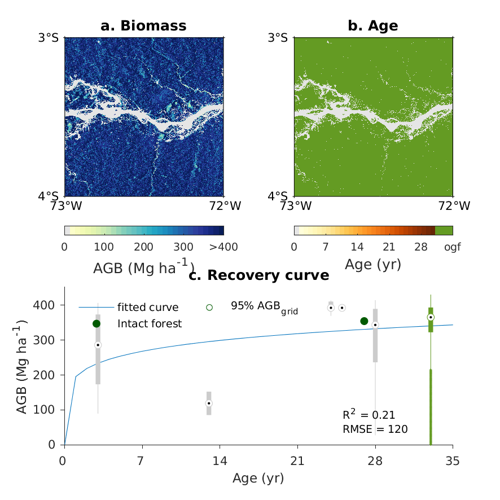 a. Biomass
b. Age
3°S
4°S
73°W
72°W
3°S
4°S
73°W
72°W
0 100 200 300 >400
AGB (Mg ha⁻¹)
0 7 14 21 28 ogf
Age (yr)
c. Recovery curve
AGB (Mg ha⁻¹)
400
300
200
100
0
fitted curve
Intact forest
95% AGB_grid
R² = 0.21
RMSE = 120
0 7 14 21 28 35
Age (yr)